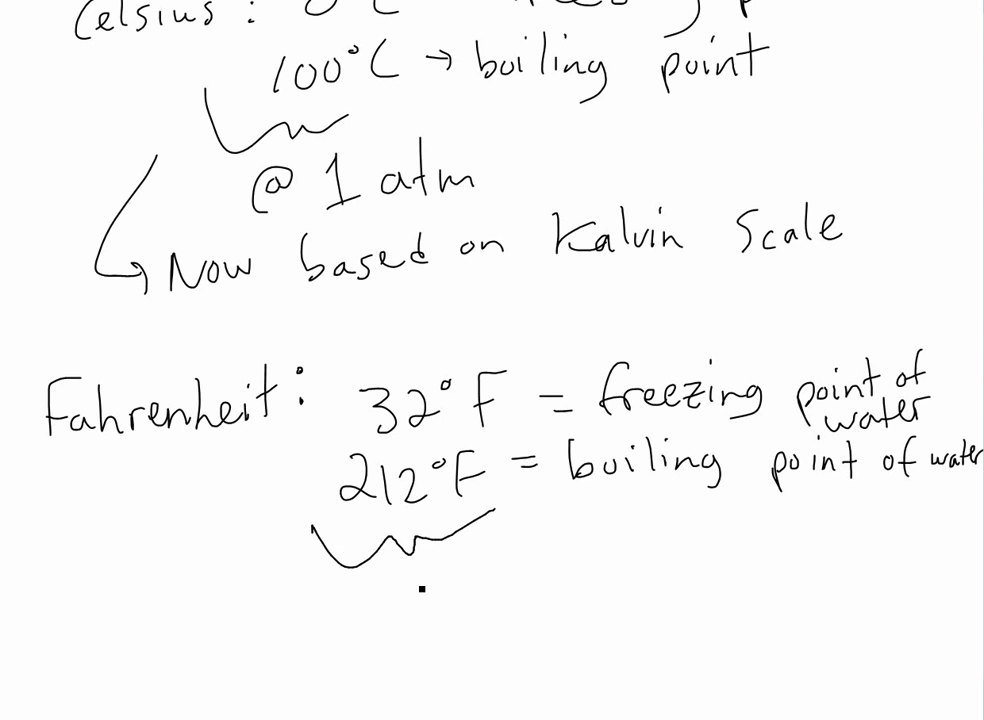 Celsius : 0°C
100°C → boiling point
@ 1 atm
Now based on Kalvin Scale
Fahrenheit : 32°F = freezing point of water
212°F = boiling point of water